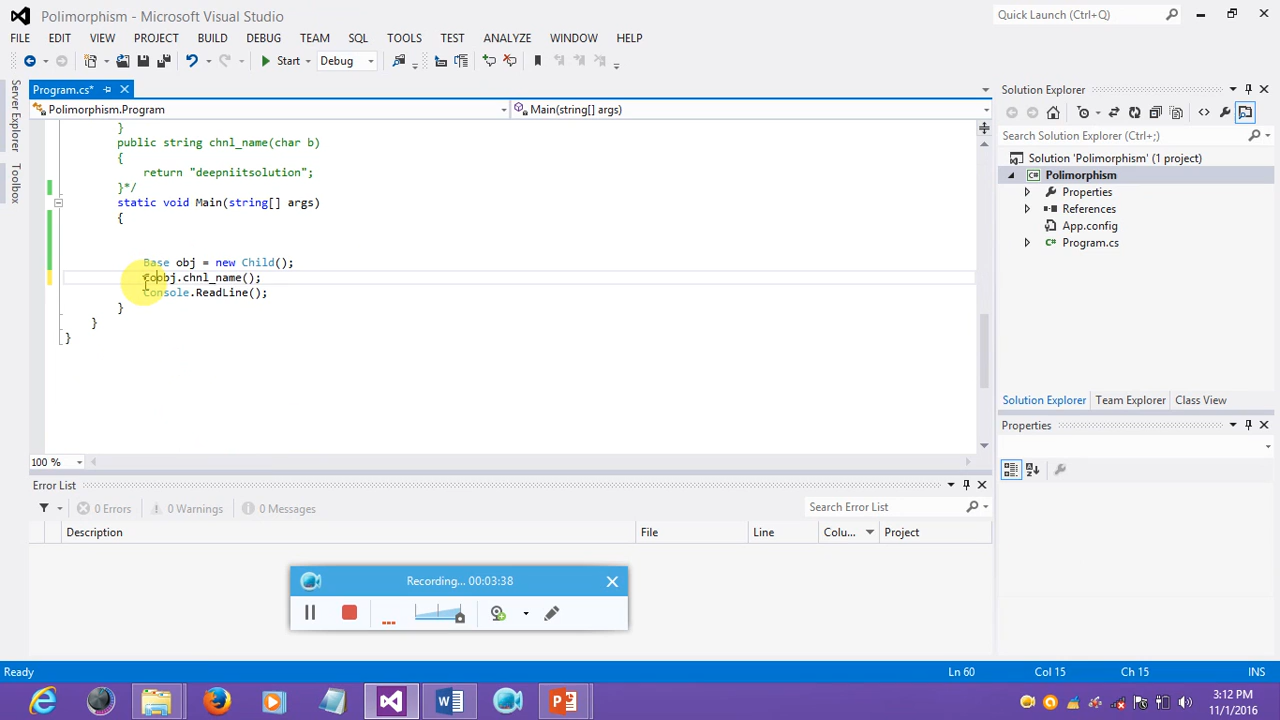 Polimorphism - Microsoft Visual Studio
Quick Launch (Ctrl+Q)
FILE EDIT VIEW PROJECT BUILD DEBUG TEAM SQL TOOLS TEST ANALYZE WINDOW HELP
Start Debug
Server Explorer
Toolbox
Program.cs*
Polimorphism.Program
Main(string[] args)
}
public string chnl_name(char b)
{
return "deepniitsolution";
}*/
static void Main(string[] args)
{
Base obj = new Child();
Coobj.chnl_name();
Console.ReadLine();
}
}
}
100 %
Error List
0 Errors 0 Warnings 0 Messages
Search Error List
Description File Line Colu... Project
Recording... 00:03:38
Solution Explorer
Search Solution Explorer (Ctrl+;)
Solution 'Polimorphism' (1 project)
Polimorphism
Properties
References
App.config
Program.cs
Solution Explorer Team Explorer Class View
Properties
Ready Ln 60 Col 15 Ch 15 INS
3:12 PM
11/1/2016